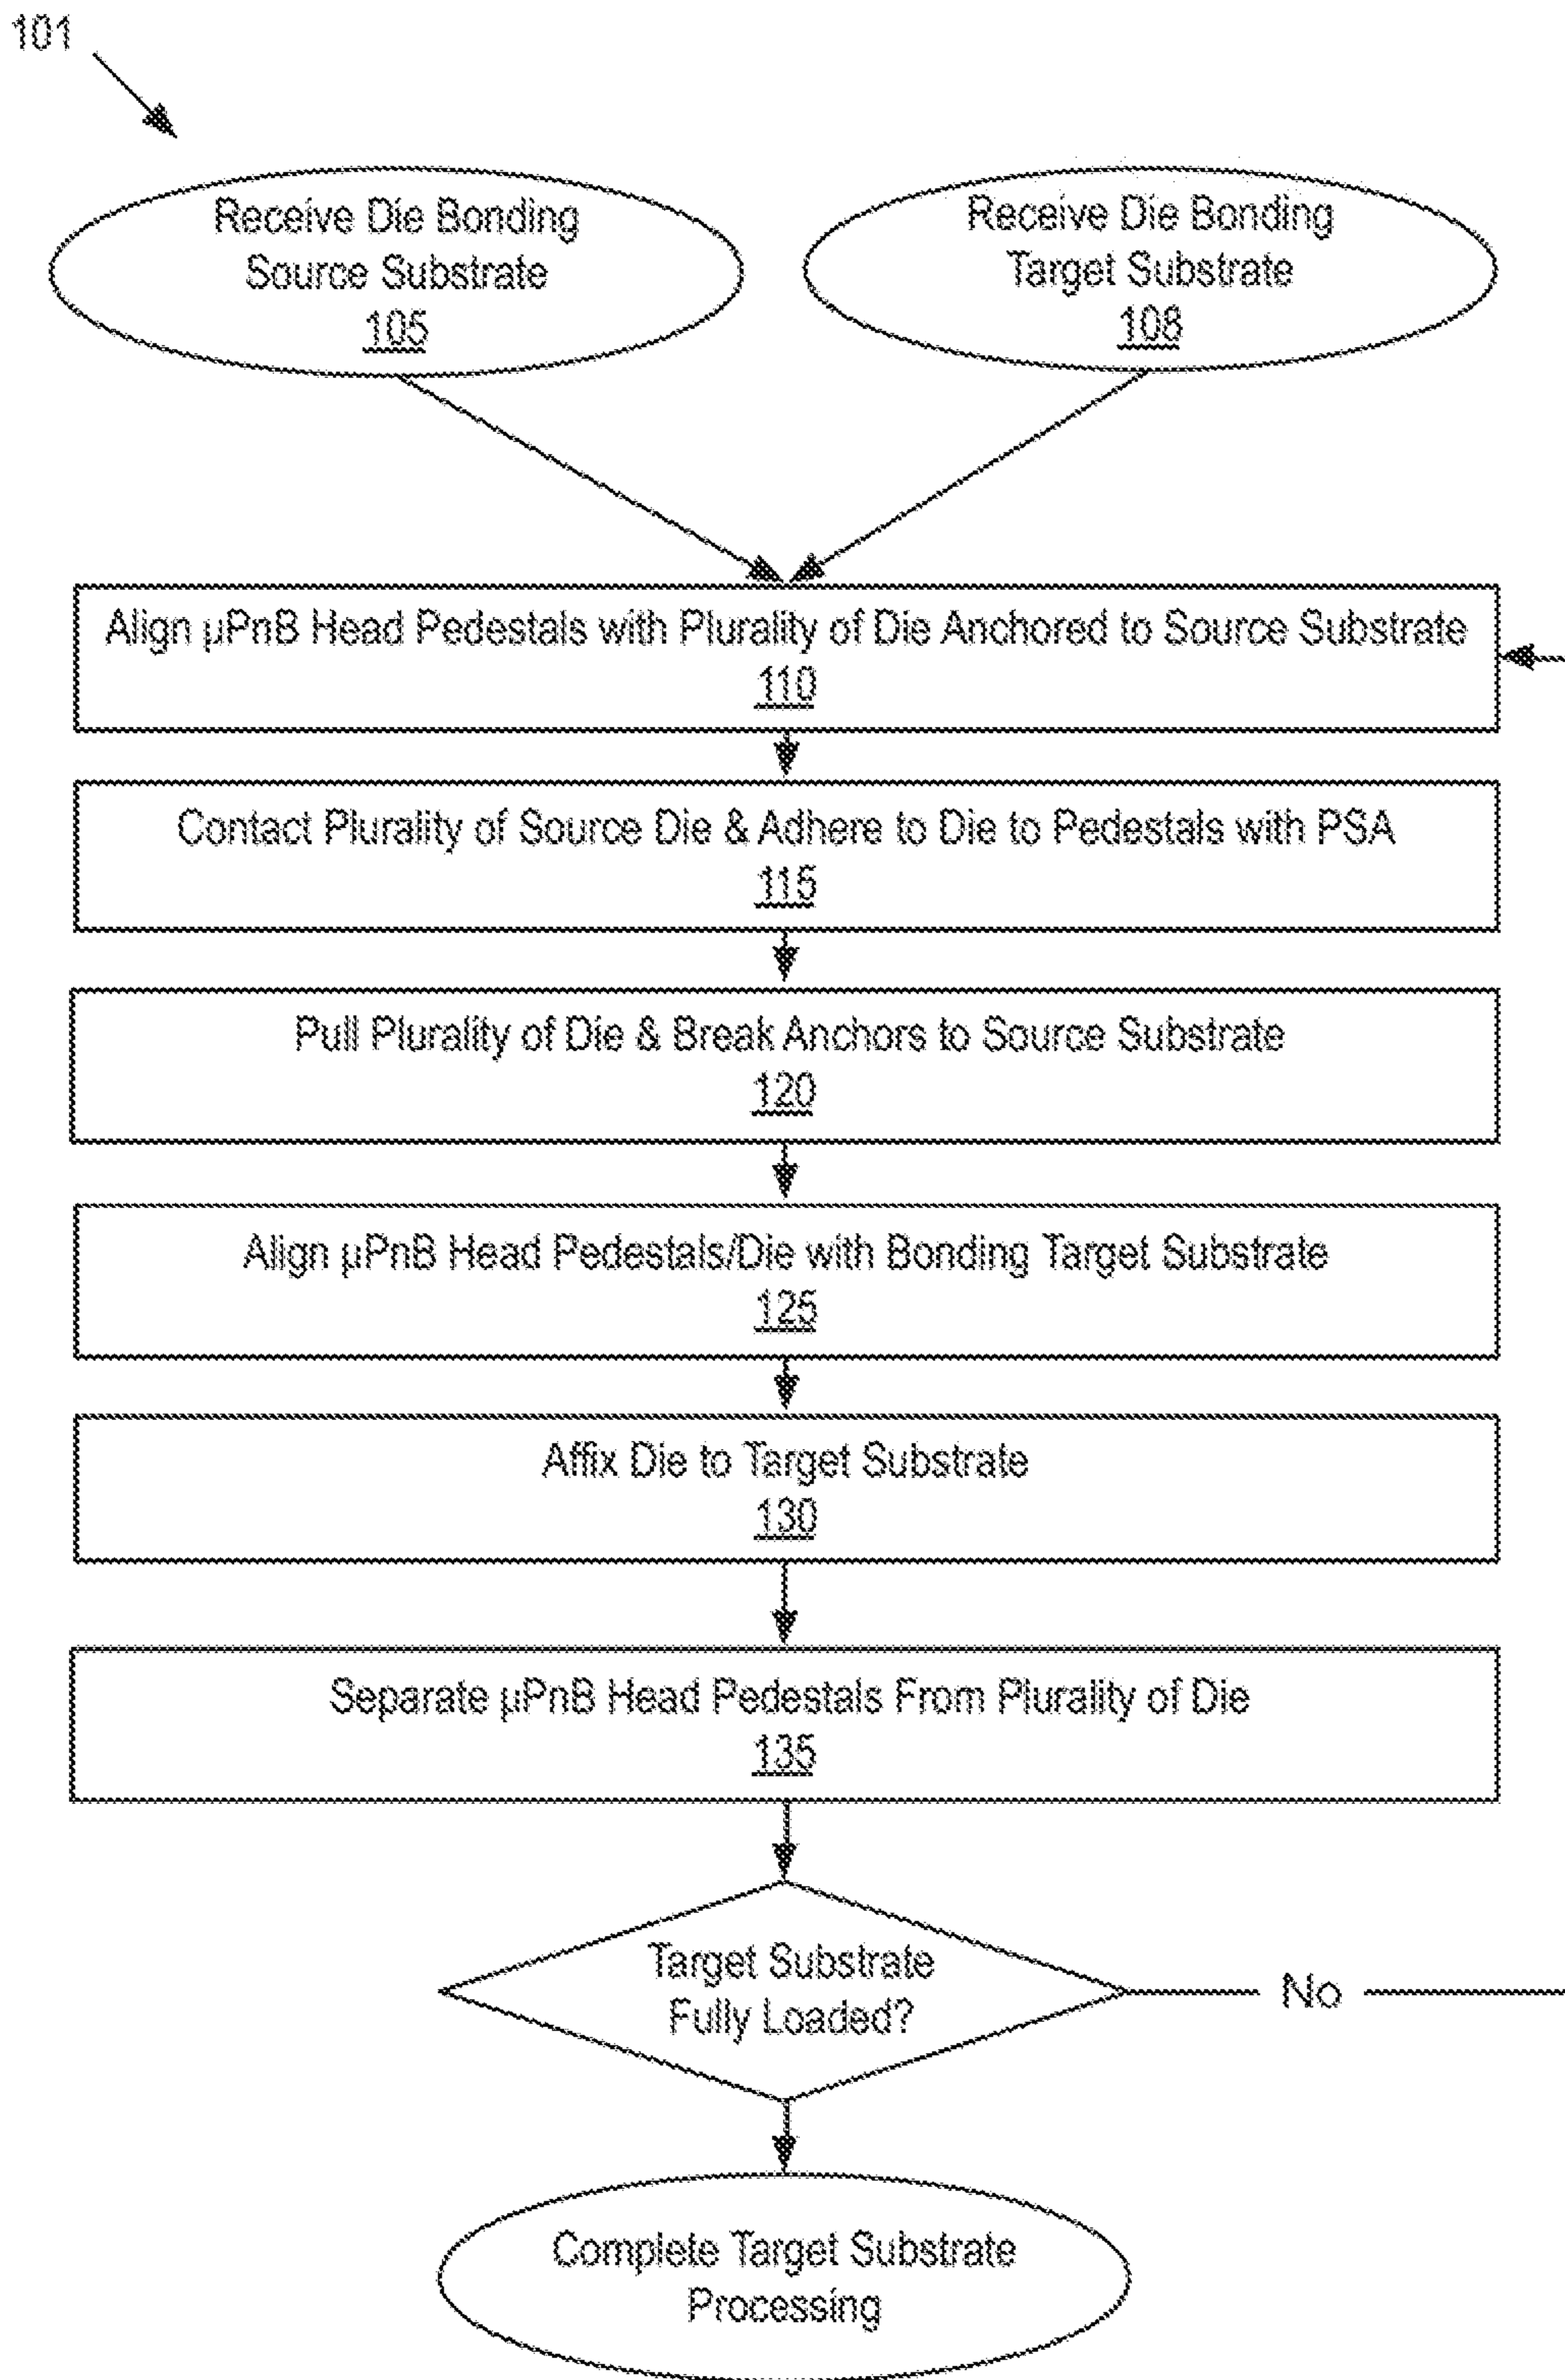 101
Receive Die Bonding
Source Substrate
105
Receive Die Bonding
Target Substrate
108
Align µPnB Head Pedestals with Plurality of Die Anchored to Source Substrate
110
Contact Plurality of Source Die & Adhere to Die to Pedestals with PSA
115
Pull Plurality of Die & Break Anchors to Source Substrate
120
Align µPnB Head Pedestals/Die with Bonding Target Substrate
125
Affix Die to Target Substrate
130
Separate µPnB Head Pedestals From Plurality of Die
135
Target Substrate
Fully Loaded?
No
Complete Target Substrate
Processing